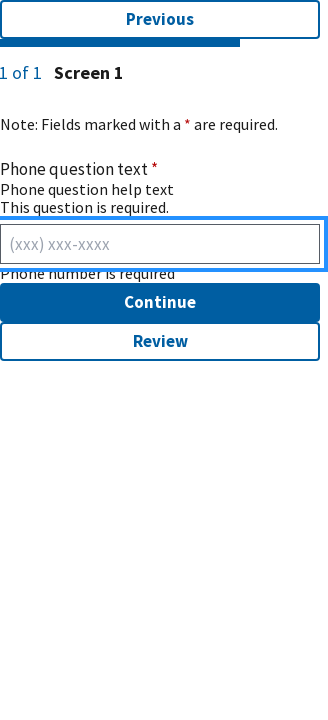 Previous
1 of 1 Screen 1
Note: Fields marked with a * are required.
Phone question text *
Phone question help text
This question is required.
(xxx) xxx-xxxx
Phone number is required
Continue
Review